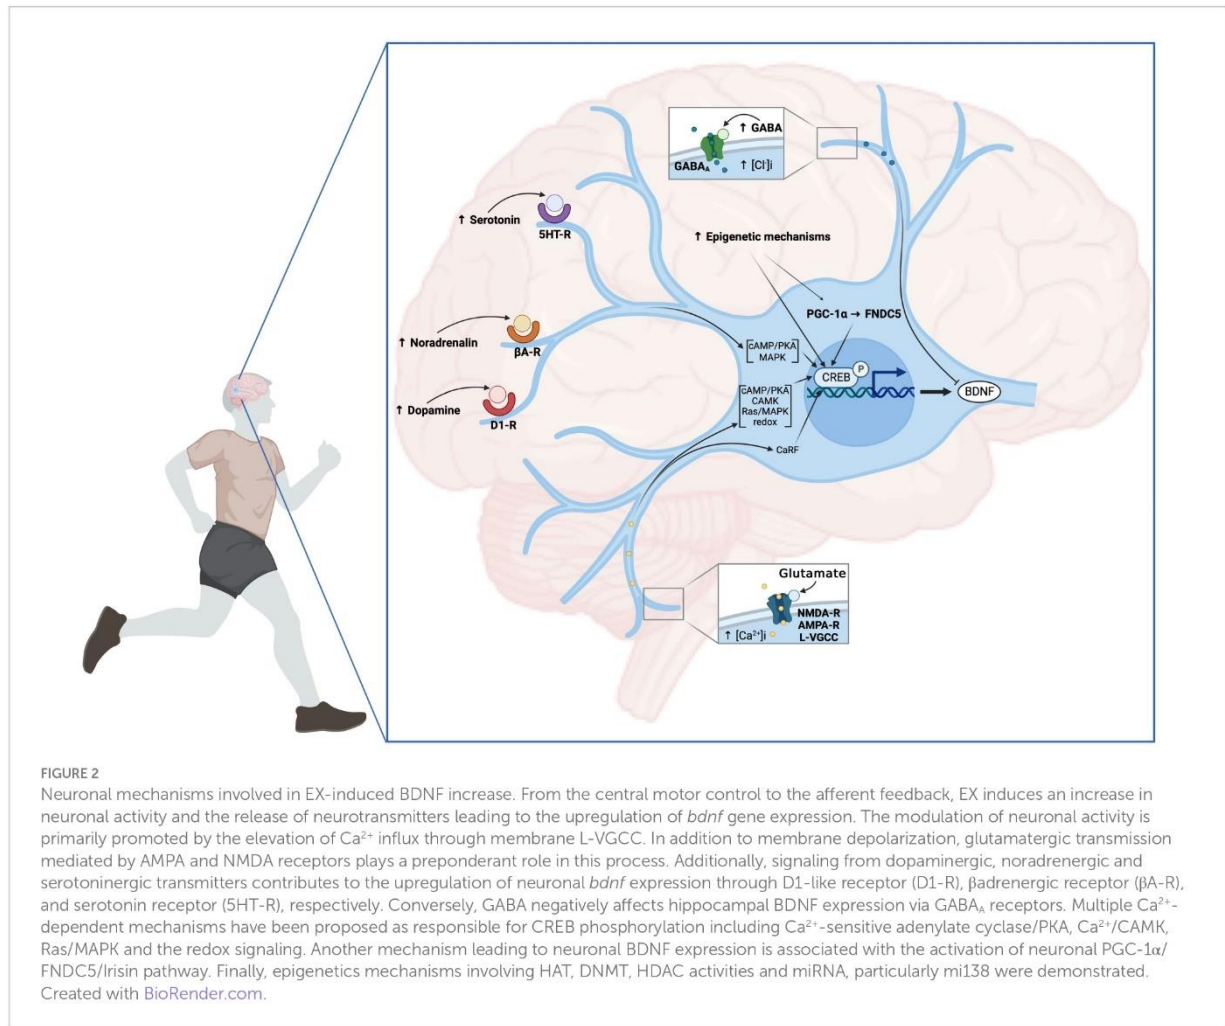 ↑ GABA
GABAA
↑ [Cl-]i
↑ Serotonin
5HT-R
↑ Epigenetic mechanisms
PGC-1α → FNDC5
↑ Noradrenalin
βA-R
cAMP/PKA
MAPK
CREB
P
BDNF
cAMP/PKA
CAMK
Ras/MAPK
redox
↑ Dopamine
D1-R
CaRF
Glutamate
NMDA-R
AMPA-R
L-VGCC
↑ [Ca2+]i
FIGURE 2
Neuronal mechanisms involved in EX-induced BDNF increase. From the central motor control to the afferent feedback, EX induces an increase in
neuronal activity and the release of neurotransmitters leading to the upregulation of bdnf gene expression. The modulation of neuronal activity is
primarily promoted by the elevation of Ca2+ influx through membrane L-VGCC. In addition to membrane depolarization, glutamatergic transmission
mediated by AMPA and NMDA receptors plays a preponderant role in this process. Additionally, signaling from dopaminergic, noradrenergic and
serotoninergic transmitters contributes to the upregulation of neuronal bdnf expression through D1-like receptor (D1-R), βadrenergic receptor (βA-R),
and serotonin receptor (5HT-R), respectively. Conversely, GABA negatively affects hippocampal BDNF expression via GABAA receptors. Multiple Ca2+-
dependent mechanisms have been proposed as responsible for CREB phosphorylation including Ca2+-sensitive adenylate cyclase/PKA, Ca2+/CAMK,
Ras/MAPK and the redox signaling. Another mechanism leading to neuronal BDNF expression is associated with the activation of neuronal PGC-1α/
FNDC5/Irisin pathway. Finally, epigenetics mechanisms involving HAT, DNMT, HDAC activities and miRNA, particularly mi138 were demonstrated.
Created with BioRender.com.